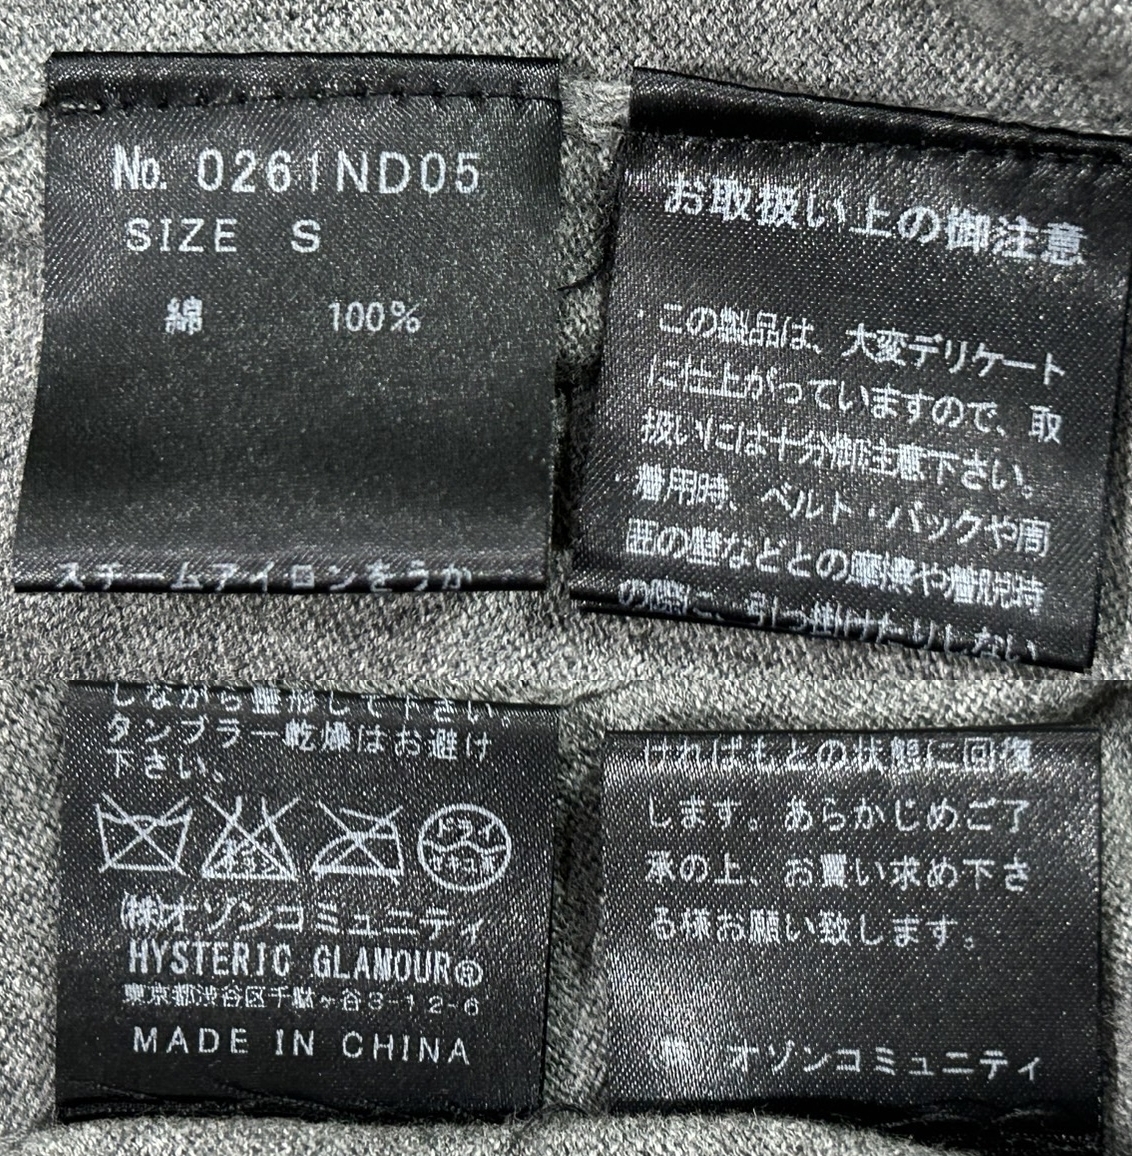 No. 0261ND05
SIZE S
綿 100%
スチームアイロンをうか
お取扱い上の御注意
・この製品は、大変デリケート
に仕上がっていますので、取
扱いには十分御注意下さい。
・着用時、ベルト・バックや周
囲の壁などとの摩擦や着脱時
の際に、引っ掛けたりしない
しながら整形して下さい。
タンブラー乾燥はお避け
下さい。
エンソ
サラシ
ドライ
(株)オゾンコミュニティ
HYSTERIC GLAMOUR®
東京都渋谷区千駄ヶ谷3-12-6
MADE IN CHINA
ければもとの状態に回復
します。あらかじめご了
承の上、お買い求め下さ
る様お願い致します。
オゾンコミュニティ